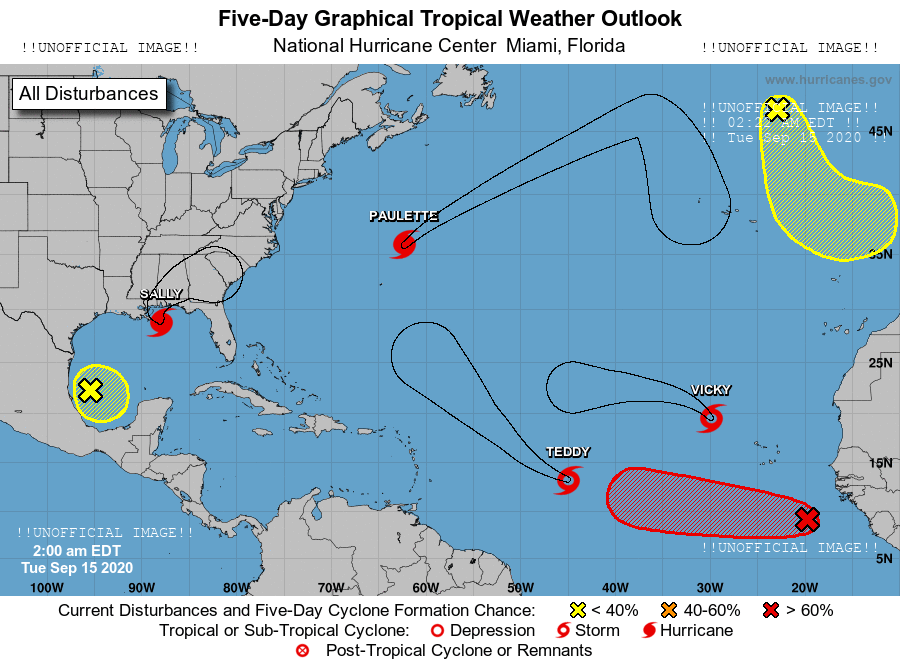 Five-Day Graphical Tropical Weather Outlook
!!UNOFFICIAL IMAGE!!
National Hurricane Center  Miami, Florida
!!UNOFFICIAL IMAGE!!
www.hurricanes.gov
All Disturbances
!!UNOFFICIAL IMAGE!!
!! 02:22 AM EDT !!
!! Tue Sep 15 2020 !!
45N
PAULETTE
35N
SALLY
25N
VICKY
TEDDY
15N
!!UNOFFICIAL IMAGE!!
2:00 am EDT
Tue Sep 15 2020
!!UNOFFICIAL IMAGE!!
5N
100W 90W 80W 70W 60W 50W 40W 30W 20W
Current Disturbances and Five-Day Cyclone Formation Chance: < 40% 40-60% > 60%
Tropical or Sub-Tropical Cyclone: Depression Storm Hurricane
Post-Tropical Cyclone or Remnants